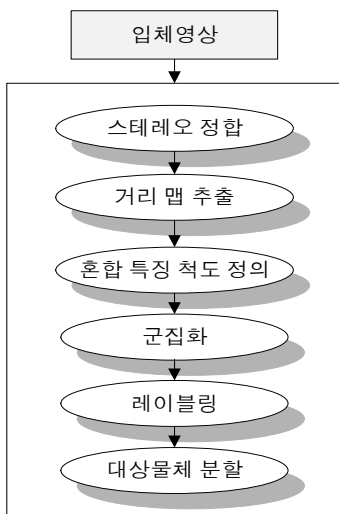 입체영상
스테레오 정합
거리 맵 추출
혼합 특징 척도 정의
군집화
레이블링
대상물체 분할